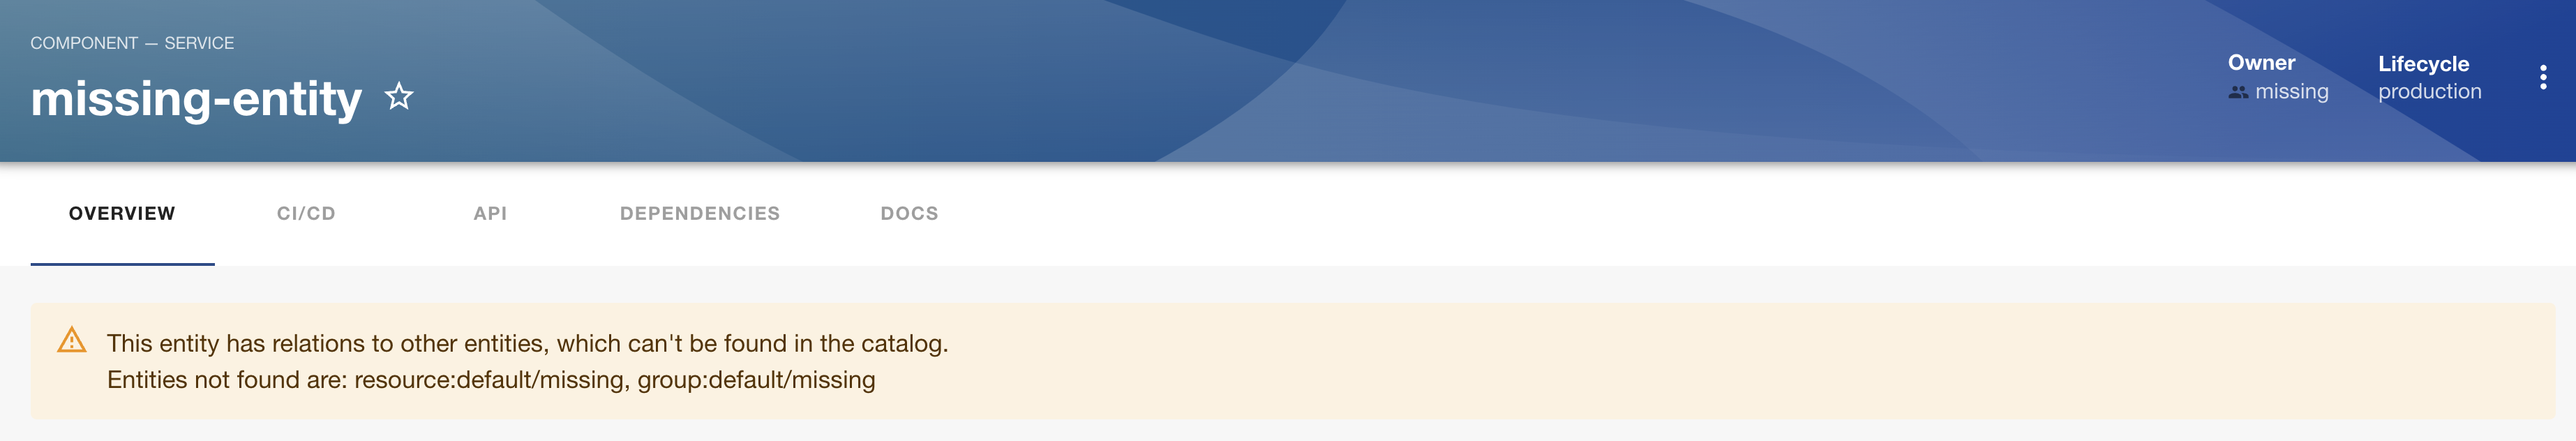 COMPONENT — SERVICE
missing-entity
Owner
missing
Lifecycle
production
OVERVIEW
CI/CD
API
DEPENDENCIES
DOCS
This entity has relations to other entities, which can't be found in the catalog.
Entities not found are: resource:default/missing, group:default/missing